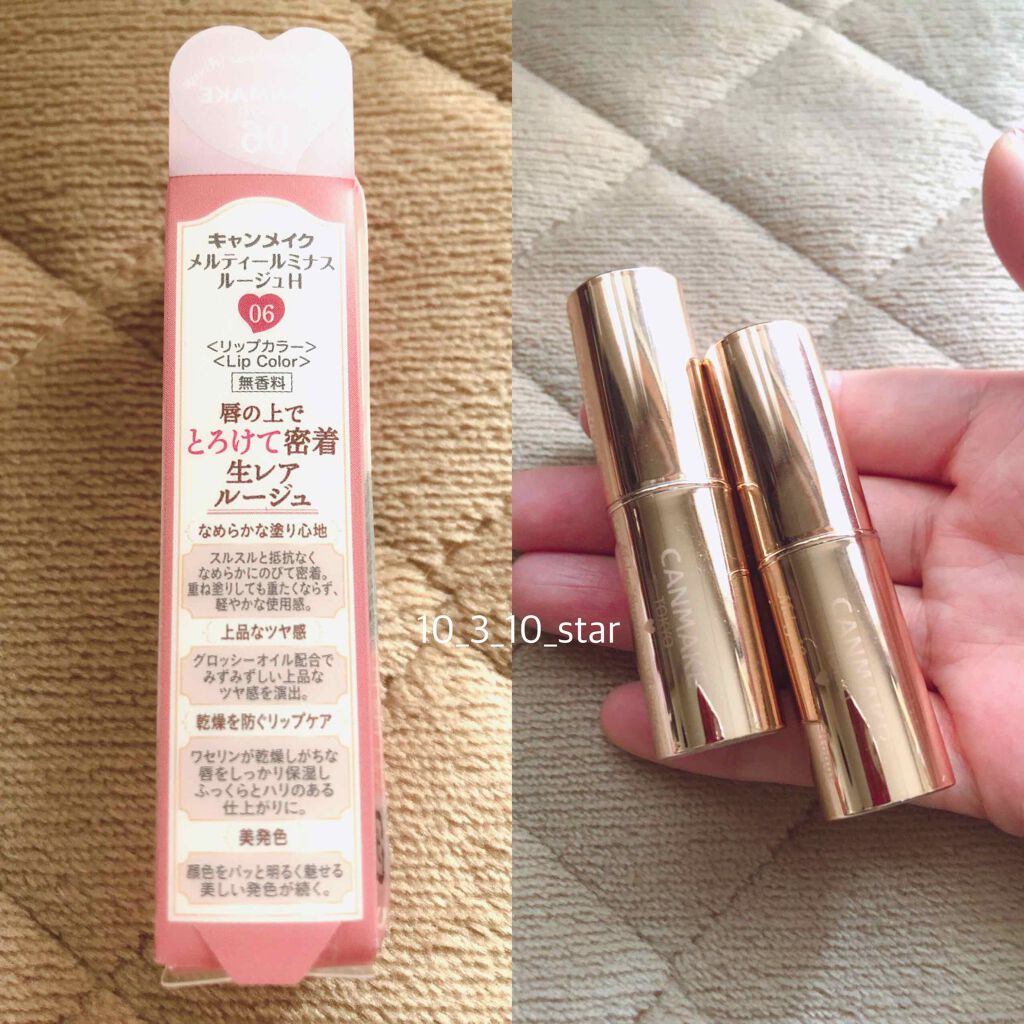 CANMAKE
06
キャンメイク
メルティールミナス
ルージュH
06
<リップカラー>
<Lip Color>
無香料
唇の上で
とろけて密着
生レア
ルージュ
なめらかな塗り心地
スルスルと抵抗なく
なめらかにのびて密着。
重ね塗りしても重たくならず、
軽やかな使用感。
上品なツヤ感
グロッシーオイル配合で
みずみずしい上品な
ツヤ感を演出。
乾燥を防ぐリップケア
ワセリンが乾燥しがちな
唇をしっかり保湿し
ふっくらとハリのある
仕上がりに。
美発色
顔色をパッと明るく魅せる
美しい発色が続く。
10_3_10_star
CANMAKE
TOKYO
CANMAKE